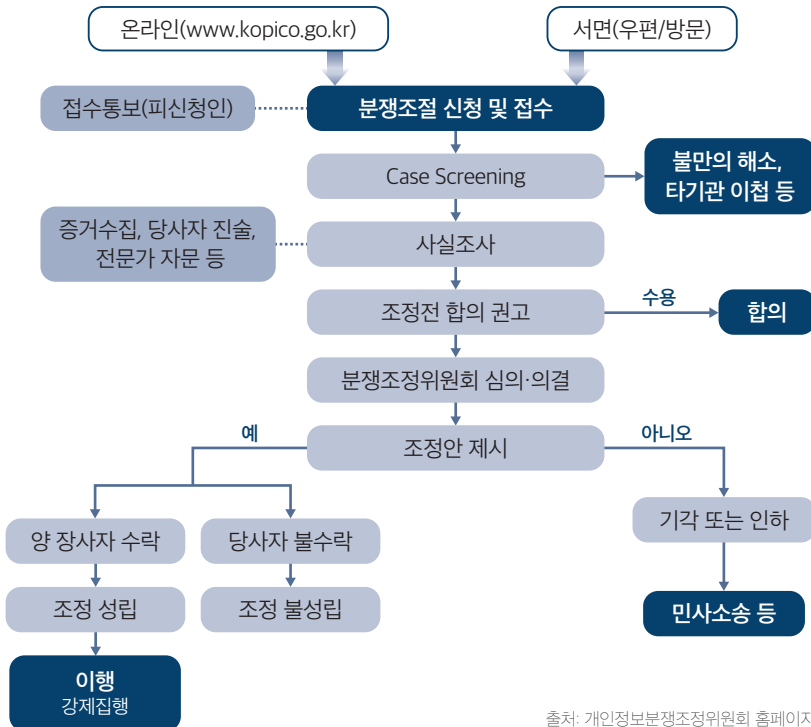 온라인(www.kopico.go.kr)
서면(우편/방문)
접수통보(피신청인)
분쟁조절 신청 및 접수
Case Screening
불만의 해소,
타기관 이첩 등
증거수집, 당사자 진술,
전문가 자문 등
사실조사
조정전 합의 권고
수용
합의
분쟁조정위원회 심의·의결
예
조정안 제시
아니오
양 장사자 수락
당사자 불수락
기각 또는 인하
조정 성립
조정 불성립
민사소송 등
이행
강제집행
출처: 개인정보분쟁조정위원회 홈페이지